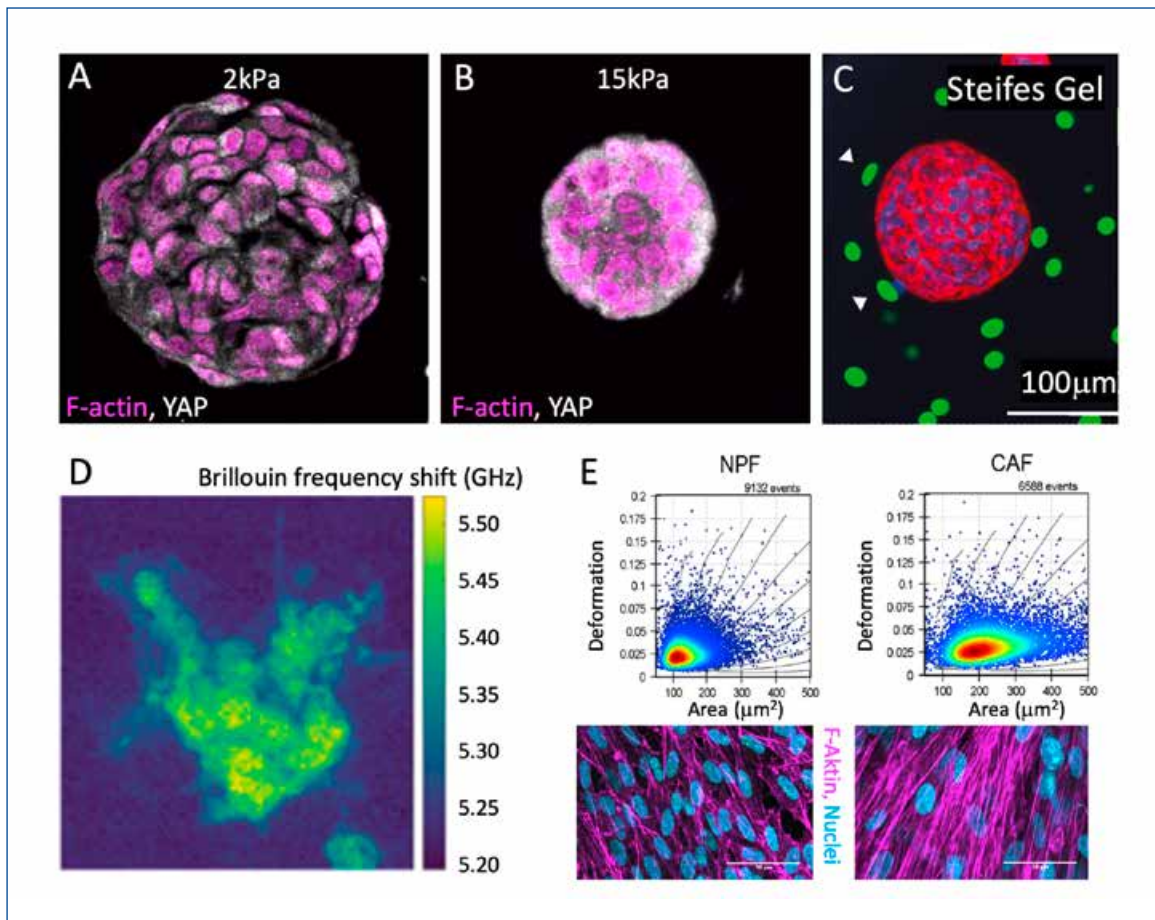 A
2kPa
F-actin, YAP
B
15kPa
F-actin, YAP
C
Steifes Gel
100μm
D
Brillouin frequency shift (GHz)
5.50
5.45
5.40
5.35
5.30
5.25
5.20
E
NPF
9132 events
Deformation
0.2
0.175
0.15
0.125
0.1
0.075
0.05
0.025
0
100 200 300 400 500
Area (μm²)
CAF
6588 events
Deformation
0.2
0.175
0.15
0.125
0.1
0.075
0.05
0.025
0
100 200 300 400 500
Area (μm²)
F-Aktin, Nuclei